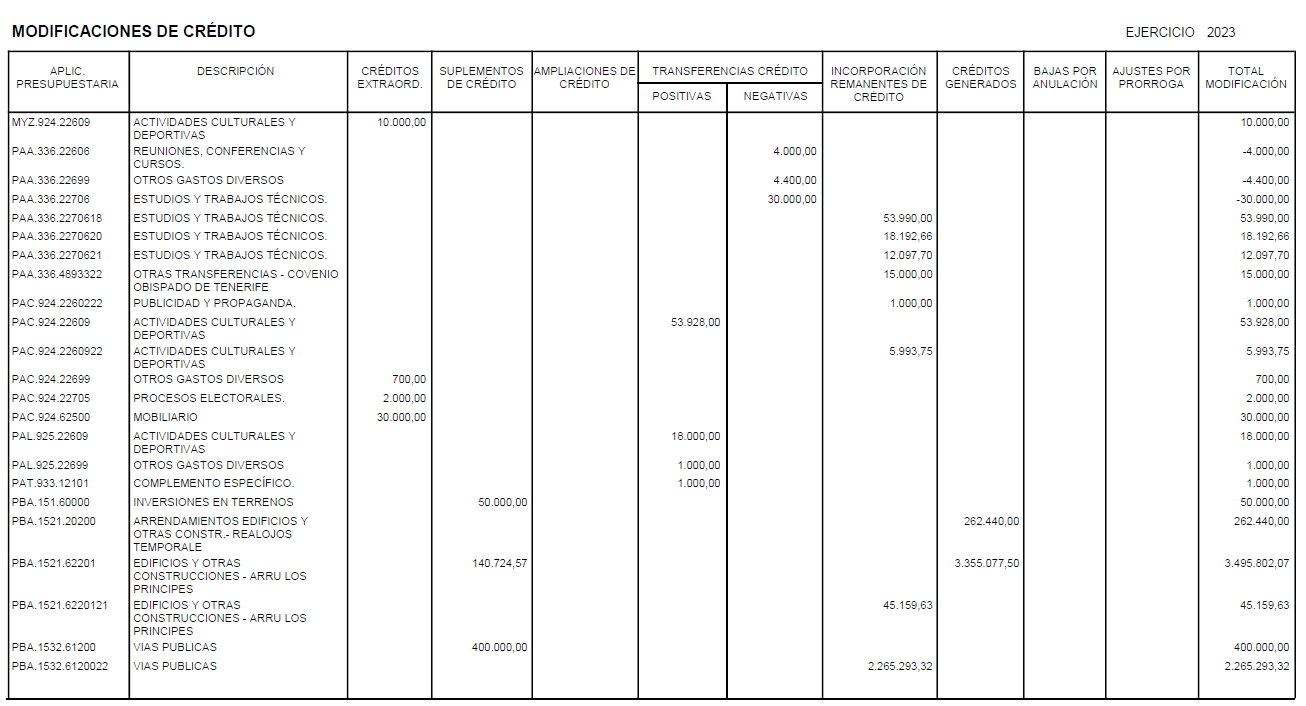 MODIFICACIONES DE CRÉDITO EJERCICIO 2023
APLIC. PRESUPUESTARIA DESCRIPCIÓN CRÉDITOS EXTRAORD. SUPLEMENTOS DE CRÉDITO AMPLIACIONES DE CRÉDITO TRANSFERENCIAS CRÉDITO INCORPORACIÓN REMANENTES DE CRÉDITO CRÉDITOS GENERADOS BAJAS POR ANULACIÓN AJUSTES POR PRORROGA TOTAL MODIFICACIÓN
POSITIVAS NEGATIVAS
MYZ.924.22609 ACTIVIDADES CULTURALES Y 10.000,00 10.000,00
DEPORTIVAS
PAA.336.22606 REUNIONES, CONFERENCIAS Y 4.000,00 -4.000,00
CURSOS.
PAA.336.22699 OTROS GASTOS DIVERSOS 4.400,00 -4.400,00
PAA.336.22706 ESTUDIOS Y TRABAJOS TÉCNICOS. 30.000,00 -30.000,00
PAA.336.2270618 ESTUDIOS Y TRABAJOS TÉCNICOS. 53.990,00 53.990,00
PAA.336.2270620 ESTUDIOS Y TRABAJOS TÉCNICOS. 18.192,66 18.192,66
PAA.336.2270621 ESTUDIOS Y TRABAJOS TÉCNICOS. 12.097,70 12.097,70
PAA.336.4893322 OTRAS TRANSFERENCIAS - COVENIO 15.000,00 15.000,00
OBISPADO DE TENERIFE
PAC.924.2260222 PUBLICIDAD Y PROPAGANDA. 1.000,00 1.000,00
PAC.924.22609 ACTIVIDADES CULTURALES Y 53.928,00 53.928,00
DEPORTIVAS
PAC.924.2260922 ACTIVIDADES CULTURALES Y 5.993,75 5.993,75
DEPORTIVAS
PAC.924.22699 OTROS GASTOS DIVERSOS 700,00 700,00
PAC.924.22705 PROCESOS ELECTORALES. 2.000,00 2.000,00
PAC.924.62500 MOBILIARIO 30.000,00 30.000,00
PAL.925.22609 ACTIVIDADES CULTURALES Y 18.000,00 18.000,00
DEPORTIVAS
PAL.925.22699 OTROS GASTOS DIVERSOS 1.000,00 1.000,00
PAT.933.12101 COMPLEMENTO ESPECÍFICO. 1.000,00 1.000,00
PBA.151.60000 INVERSIONES EN TERRENOS 50.000,00 50.000,00
PBA.1521.20200 ARRENDAMIENTOS EDIFICIOS Y 262.440,00 262.440,00
OTRAS CONSTR.- REALOJOS
TEMPORALE
PBA.1521.62201 EDIFICIOS Y OTRAS 140.724,57 3.355.077,50 3.495.802,07
CONSTRUCCIONES - ARRU LOS
PRINCIPES
PBA.1521.6220121 EDIFICIOS Y OTRAS 45.159,63 45.159,63
CONSTRUCCIONES - ARRU LOS
PRINCIPES
PBA.1532.61200 VIAS PUBLICAS 400.000,00 400.000,00
PBA.1532.6120022 VIAS PUBLICAS 2.265.293,32 2.265.293,32